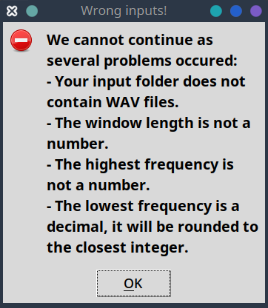 Wrong inputs!
We cannot continue as
several problems occured:
- Your input folder does not
contain WAV files.
- The window length is not a
number.
- The highest frequency is
not a number.
- The lowest frequency is a
decimal, it will be rounded to
the closest integer.
OK